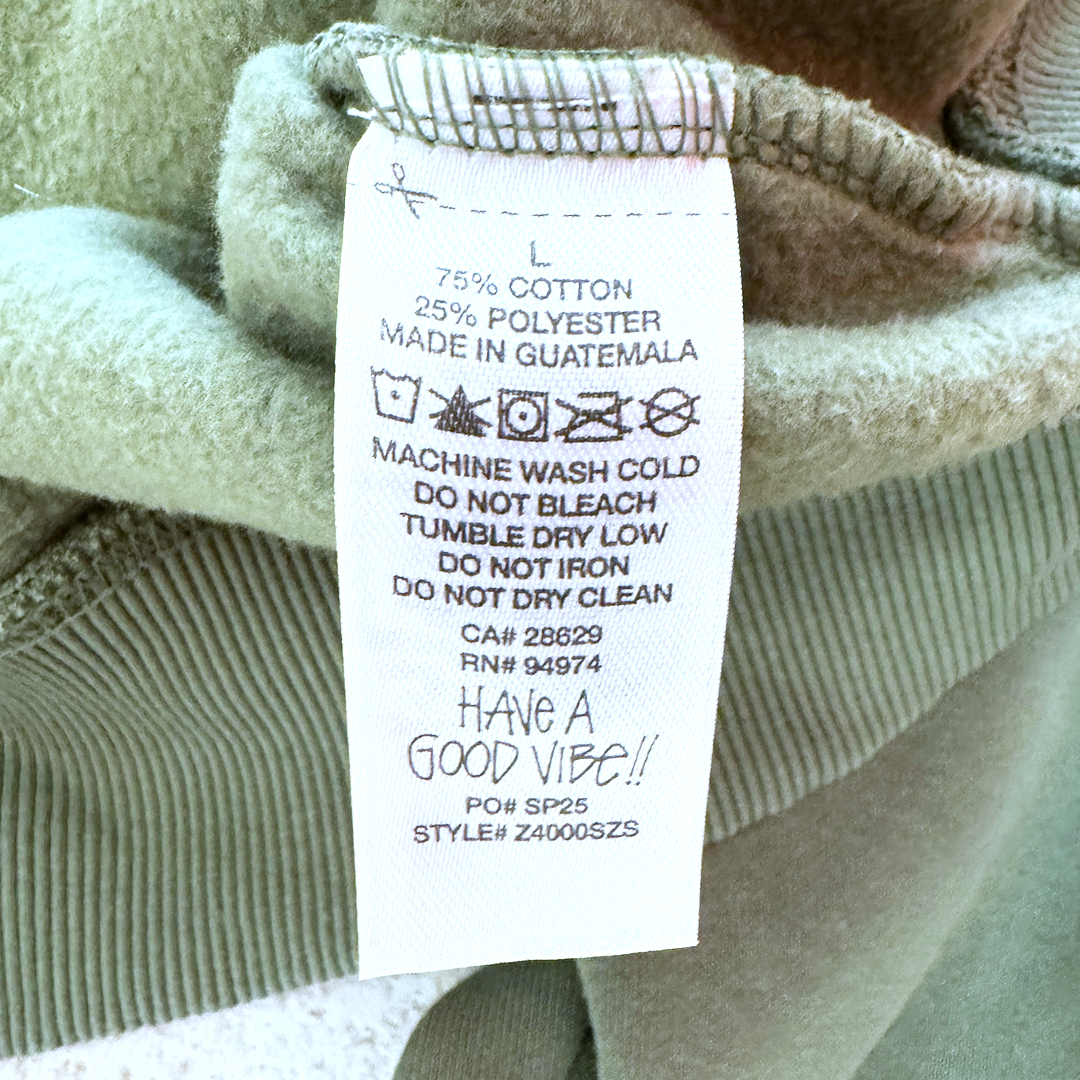 L
75% COTTON
25% POLYESTER
MADE IN GUATEMALA
MACHINE WASH COLD
DO NOT BLEACH
TUMBLE DRY LOW
DO NOT IRON
DO NOT DRY CLEAN
CA# 28629
RN# 94974
HAVe A
GOOD VIBe!!
PO# SP25
STYLE# Z4000SZS